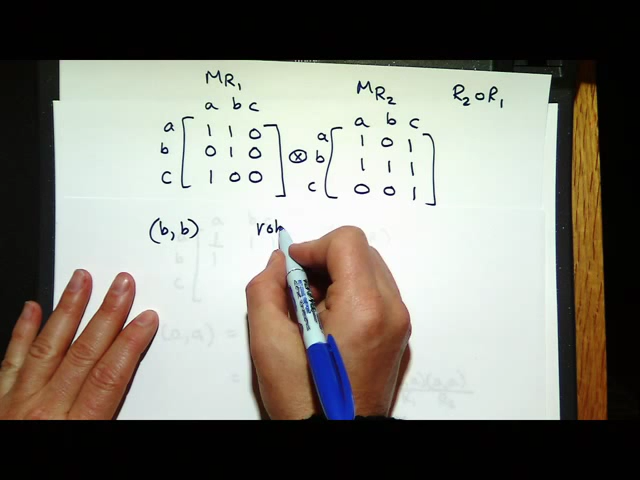 MR₁ MR₂ R₂∘R₁
a b c a b c
a 1 1 0 a 1 0 1
b 0 1 0 ⊗ b 1 1 1
c 1 0 0 c 0 0 1
(b, b)